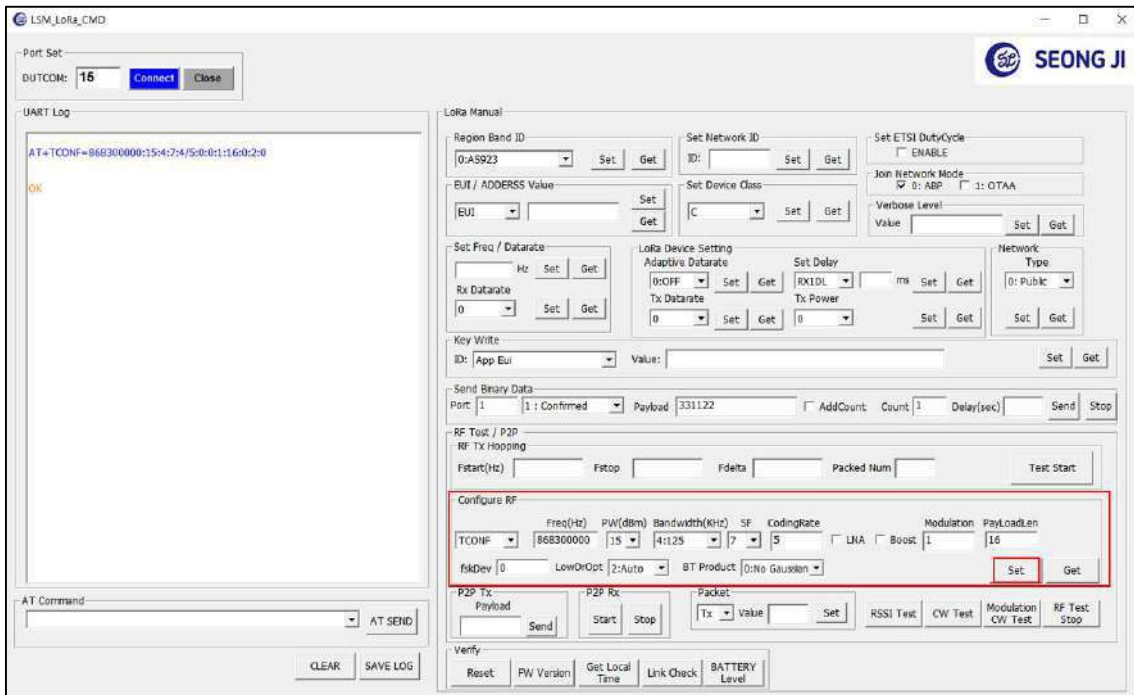 LSM_LoRa_CMD
Port Set
DUTCOM: 15 Connect Close
SEONG JI
UART Log
AT+TCONF=868300000:15:4:7:4/5:0:0:1:16:0:2:0
OK
LoRa Manual
Region Band ID
0:AS923 Set Get
Set Network ID
ID: Set Get
Set ETSI DutyCycle
ENABLE
Join Network Mode
0: ABP 1: OTAA
EUI / ADDERSS Value
EUI Set Get
Set Device Class
C Set Get
Verbose Level
Value Set Get
Set Freq / Datarate
Hz Set Get
Rx Datarate
0 Set Get
LoRa Device Setting
Adaptive Datarate Set Delay
0:OFF Set Get RX1DL ms Set Get
Tx Datarate Tx Power
0 Set Get 0 Set Get
Network
Type
0: Public
Set Get
Key Write
ID: App Eui Value: Set Get
Send Binary Data
Port 1 1 : Confirmed Payload 331122 AddCount Count 1 Delay(sec) Send Stop
RF Test / P2P
RF Tx Hopping
Fstart(Hz) Fstop Fdelta Packed Num Test Start
Configure RF
Freq(Hz) PW(dBm) Bandwidth(KHz) SF CodingRate Modulation PayLoadLen
TCONF 868300000 15 4:125 7 5 LNA Boost 1 16
fskDev 0 LowDrOpt 2:Auto BT Product 0:No Gaussian Set Get
P2P Tx
Payload
Send
P2P Rx
Start Stop
Packet
Tx Value Set
RSSI Test CW Test Modulation CW Test RF Test Stop
AT Command
AT SEND
CLEAR SAVE LOG
Verify
Reset FW Version Get Local Time Link Check BATTERY Level